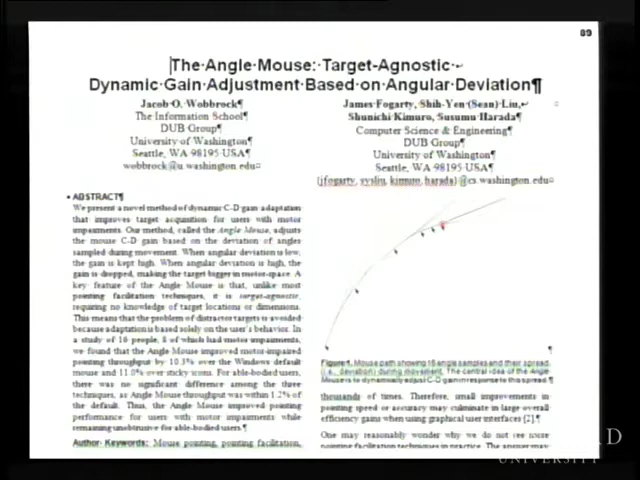 89
The·Angle·Mouse:·Target-Agnostic·↵
Dynamic·Gain·Adjustment·Based·on·Angular·Deviation¶
Jacob·O.·Wobbrock¶
The Information School¶
DUB Group¶
University of Washington¶
Seattle, WA 98195 USA¶
wobbrock@u.washington.edu¤
James·Fogarty, Shih-Yen·(Sean)·Liu,↵
Shunichi·Kimuro, Susumu·Harada¶
Computer Science & Engineering¶
DUB Group¶
University of Washington¶
Seattle, WA 98195 USA¶
{jfogarty, sysliu, kimuro, harada}@cs.washington.edu¤
ABSTRACT¶
We present a novel method of dynamic C-D gain adaptation
that improves target acquisition for users with motor
impairments. Our method, called the Angle Mouse, adjusts
the mouse C-D gain based on the deviation of angles
sampled during movement. When angular deviation is low,
the gain is kept high. When angular deviation is high, the
gain is dropped, making the target bigger in motor-space. A
key feature of the Angle Mouse is that, unlike most
pointing facilitation techniques, it is target-agnostic,
requiring no knowledge of target locations or dimensions.
This means that the problem of distractor targets is avoided
because adaptation is based solely on the user's behavior. In
a study of 16 people, 8 of which had motor impairments,
we found that the Angle Mouse improved motor-impaired
pointing throughput by 10.3% over the Windows default
mouse and 11.0% over sticky icons. For able-bodied users,
there was no significant difference among the three
techniques, as Angle Mouse throughput was within 1.2% of
the default. Thus, the Angle Mouse improved pointing
performance for users with motor impairments while
remaining unobtrusive for able-bodied users.¶
Author·Keywords: Mouse pointing, pointing facilitation,
¶
Figure 1. Mouse path showing 16 angle samples and their spread
(i.e., deviation) during movement. The central idea of the Angle
Mouse is to dynamically adjust C-D gain in response to this spread.¶
thousands of times. Therefore, small improvements in
pointing speed or accuracy may culminate in large overall
efficiency gains when using graphical user interfaces [2].¶
One may reasonably wonder why we do not see more
pointing facilitation techniques in practice. The answer may
UNIVERSITY